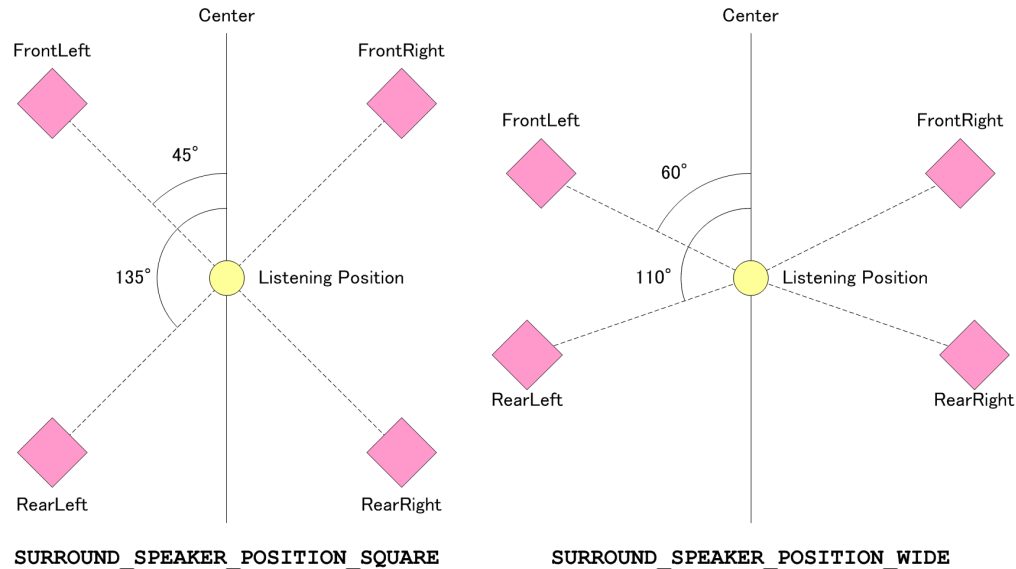 Center
FrontLeft
FrontRight
45°
135°
Listening Position
RearLeft
RearRight
SURROUND_SPEAKER_POSITION_SQUARE
Center
FrontLeft
FrontRight
60°
110°
Listening Position
RearLeft
RearRight
SURROUND_SPEAKER_POSITION_WIDE